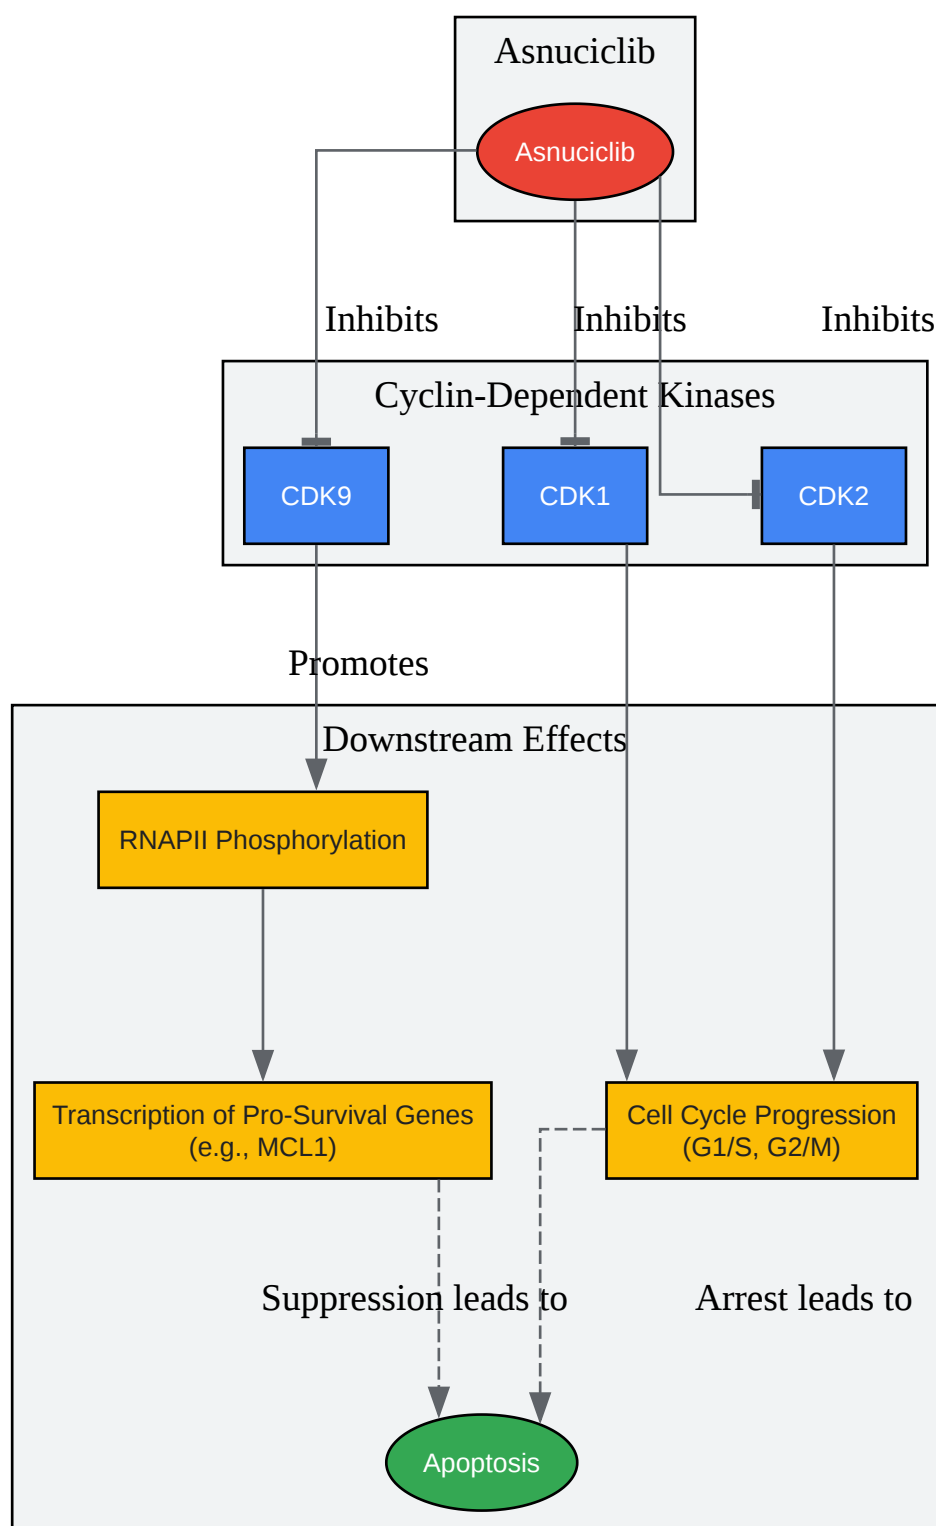 Asnuciclib
Asnuciclib
Inhibits
Inhibits
Inhibits
Cyclin-Dependent Kinases
CDK9
CDK1
CDK2
Promotes
Downstream Effects
RNAPII Phosphorylation
Transcription of Pro-Survival Genes
(e.g., MCL1)
Cell Cycle Progression
(G1/S, G2/M)
Suppression leads to
Arrest leads to
Apoptosis